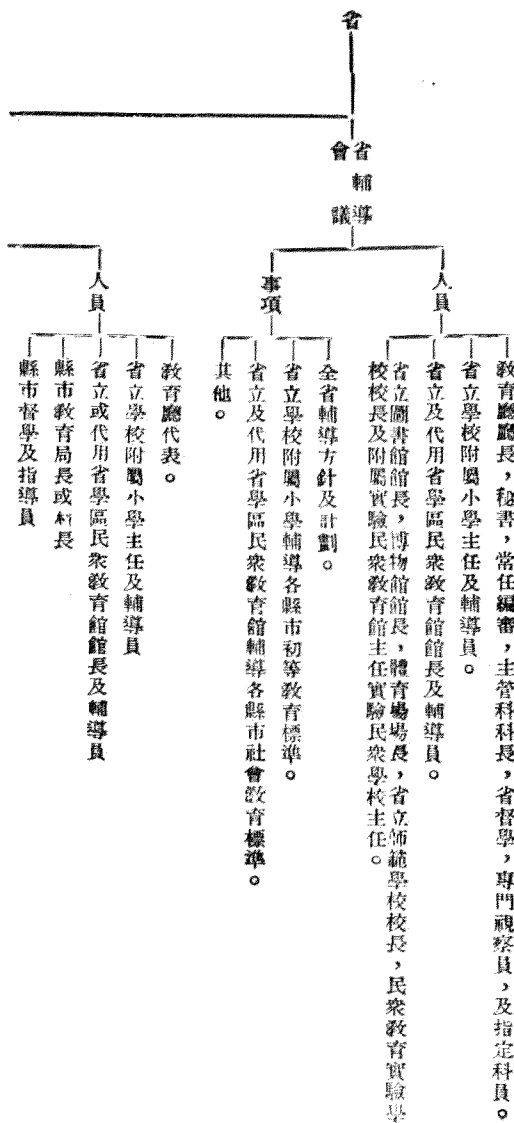 省
省輔導
會議
人員
教育廳廳長，秘書，常任編審，主管科科長，省督學，專門視察員，及指定科員。
省立學校附屬小學主任及輔導員。
省立及代用省學區民衆教育館館長及輔導員。
省立圖書館館長，博物館館長，體育場場長，省立師範學校校長，民衆教育實驗學
校校長及附屬實驗民衆教育館主任實驗民衆學校主任。
事項
全省輔導方針及計劃。
省立學校附屬小學輔導各縣市初等教育標準。
省立及代用省學區民衆教育館輔導各縣市社會教育標準。
其他。
人員
教育廳代表。
省立學校附屬小學主任及輔導員
省立或代用省學區民衆教育館館長及輔導員
縣市教育局長或科長
縣市督學及指導員